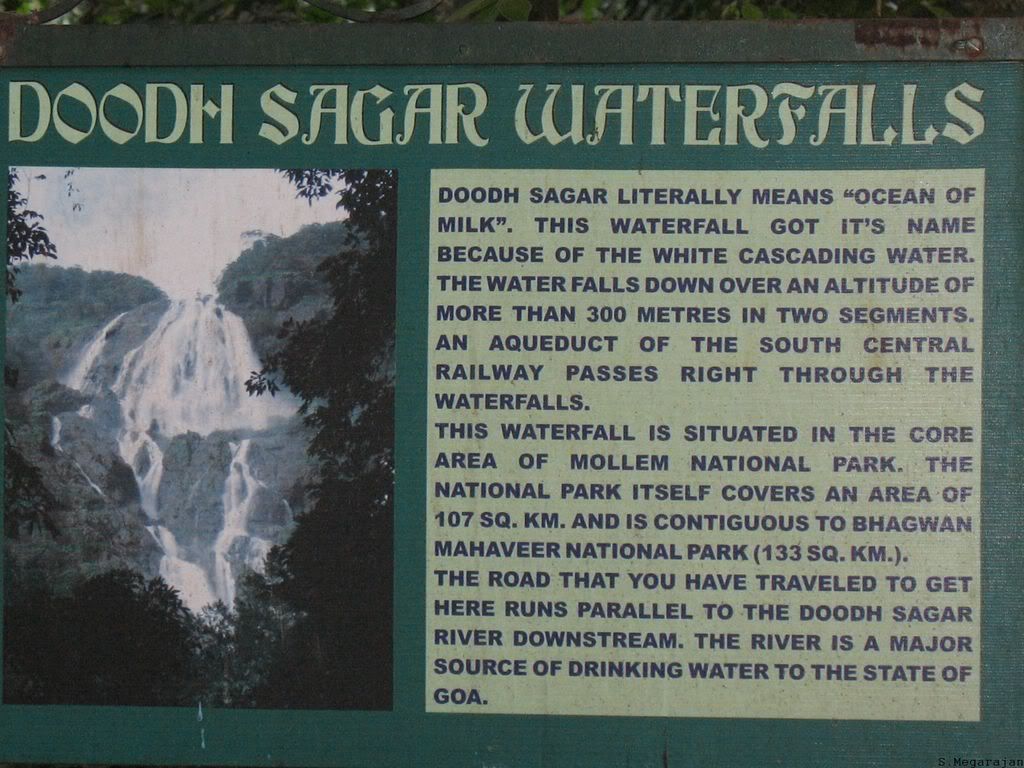 DOODH SAGAR WATERFALLS
DOODH SAGAR LITERALLY MEANS “OCEAN OF
MILK”. THIS WATERFALL GOT IT’S NAME
BECAUSE OF THE WHITE CASCADING WATER.
THE WATER FALLS DOWN OVER AN ALTITUDE OF
MORE THAN 300 METRES IN TWO SEGMENTS.
AN AQUEDUCT OF THE SOUTH CENTRAL
RAILWAY PASSES RIGHT THROUGH THE
WATERFALLS.
THIS WATERFALL IS SITUATED IN THE CORE
AREA OF MOLLEM NATIONAL PARK. THE
NATIONAL PARK ITSELF COVERS AN AREA OF
107 SQ. KM. AND IS CONTIGUOUS TO BHAGWAN
MAHAVEER NATIONAL PARK (133 SQ. KM.).
THE ROAD THAT YOU HAVE TRAVELED TO GET
HERE RUNS PARALLEL TO THE DOODH SAGAR
RIVER DOWNSTREAM. THE RIVER IS A MAJOR
SOURCE OF DRINKING WATER TO THE STATE OF
GOA.
S.Megarajan